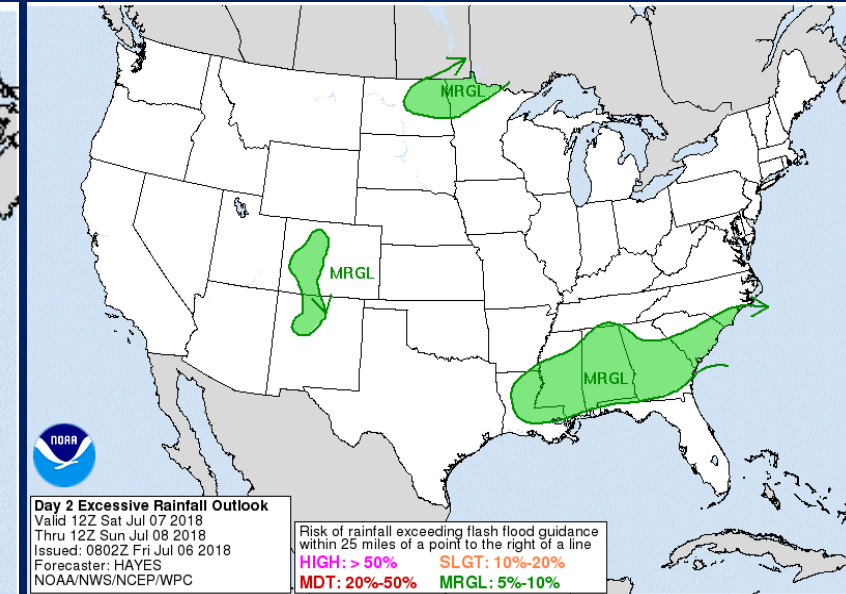 MRGL
MRGL
MRGL
NOAA
Day 2 Excessive Rainfall Outlook
Valid 12Z Sat Jul 07 2018
Thru 12Z Sun Jul 08 2018
Issued: 0802Z Fri Jul 06 2018
Forecaster: HAYES
NOAA/NWS/NCEP/WPC
Risk of rainfall exceeding flash flood guidance
within 25 miles of a point to the right of a line
HIGH: > 50% SLGT: 10%-20%
MDT: 20%-50% MRGL: 5%-10%